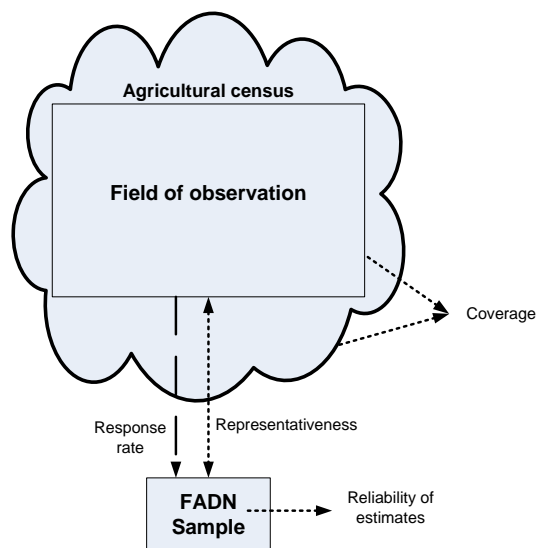 Agricultural census
Field of observation
Coverage
Response
rate
Representativeness
FADN
Sample
Reliability of
estimates